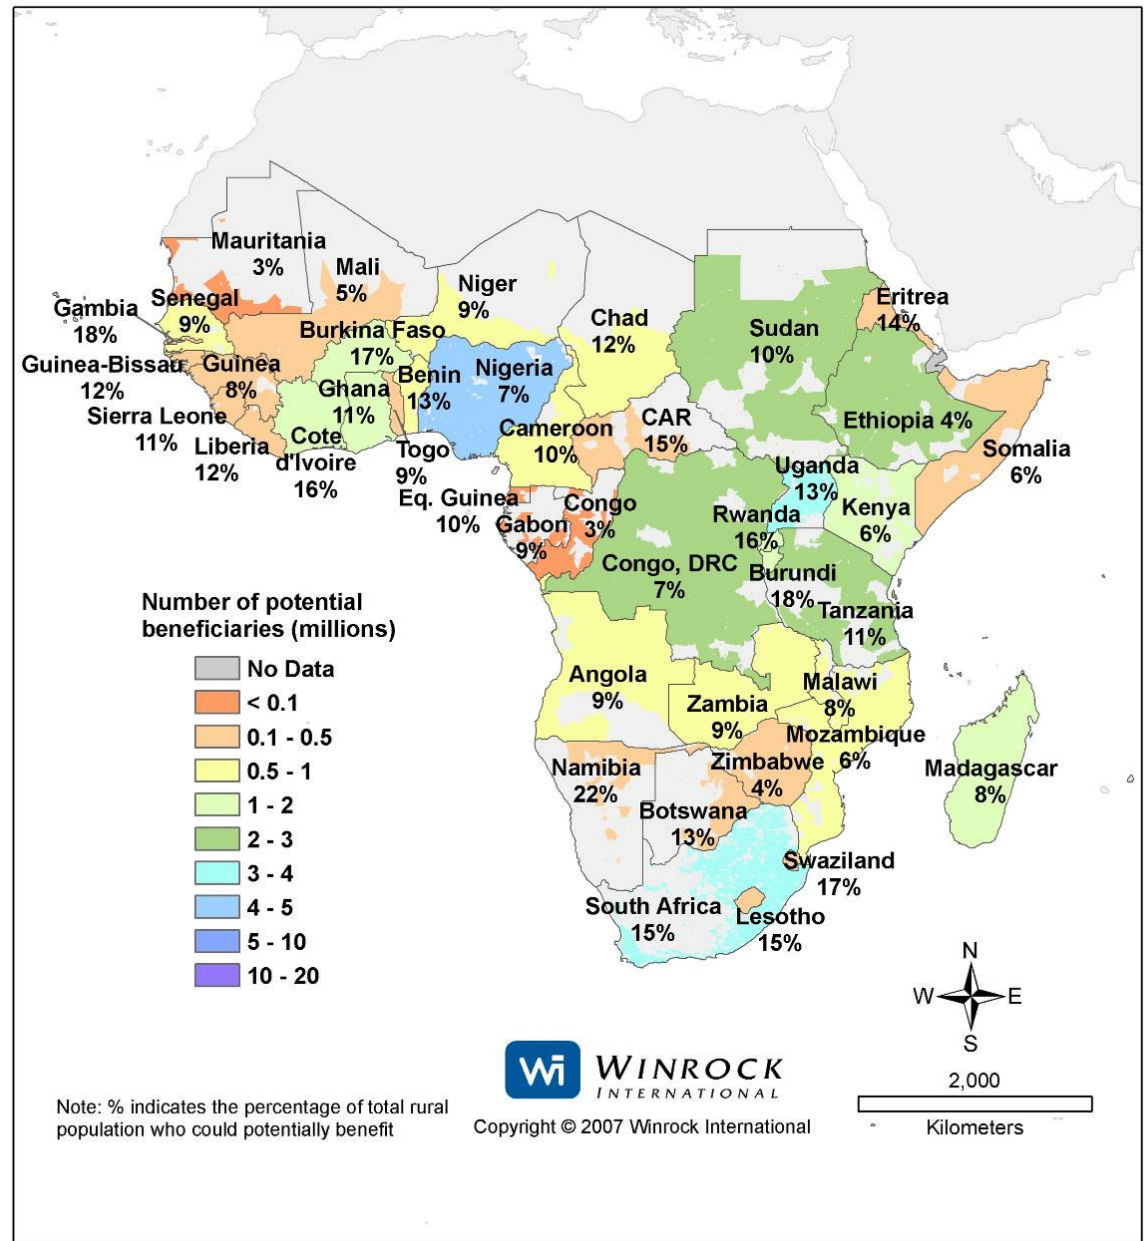 Mauritania
3%
Mali
5%
Niger
9%
Senegal
9%
Gambia
18%
Chad
12%
Sudan
10%
Eritrea
14%
Burkina Faso
17%
Guinea-Bissau
12%
Guinea
8%
Ghana
11%
Benin
13%
Nigeria
7%
Sierra Leone
11%
Liberia
12%
Cote
d'Ivoire
16%
Togo
9%
Cameroon
10%
CAR
15%
Ethiopia 4%
Somalia
6%
Eq. Guinea
10%
Gabon
9%
Congo
3%
Uganda
13%
Kenya
6%
Rwanda
16%
Congo, DRC
7%
Burundi
18%
Tanzania
11%
Angola
9%
Zambia
9%
Malawi
8%
Mozambique
6%
Zimbabwe
4%
Madagascar
8%
Namibia
22%
Botswana
13%
Swaziland
17%
South Africa
15%
Lesotho
15%
Number of potential
beneficiaries (millions)
No Data
< 0.1
0.1 - 0.5
0.5 - 1
1 - 2
2 - 3
3 - 4
4 - 5
5 - 10
10 - 20
N
W
E
S
2,000
Kilometers
Wi
WINROCK
INTERNATIONAL
Copyright © 2007 Winrock International
Note: % indicates the percentage of total rural
population who could potentially benefit